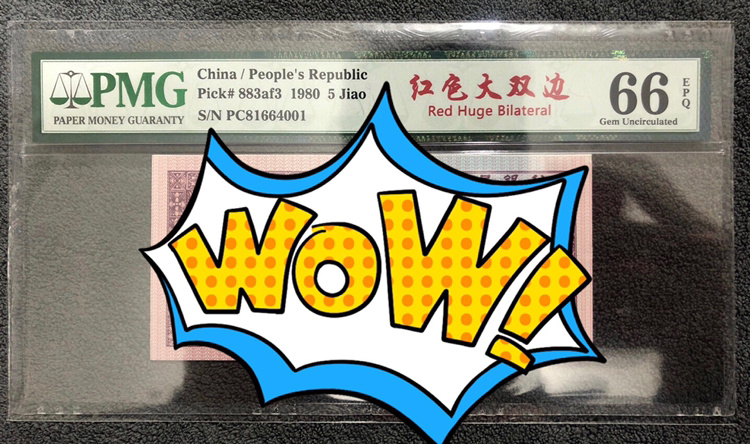 PMG
PAPER MONEY GUARANTY
China / People's Republic
Pick# 883af3 1980 5 Jiao
S/N PC81664001
红色大双边
Red Huge Bilateral
66 EPQ
Gem Uncirculated
WOW!